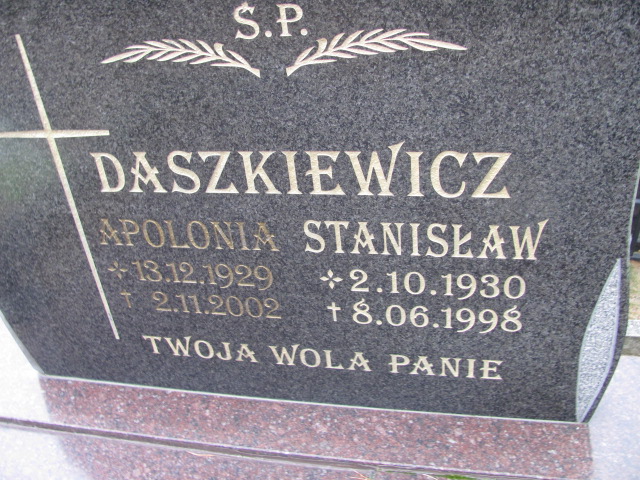 Ś.P.
DASZKIEWICZ
APOLONIA STANISŁAW
13.12.1929 2.10.1930
† 2.11.2002 † 8.06.1998
TWOJA WOLA PANIE